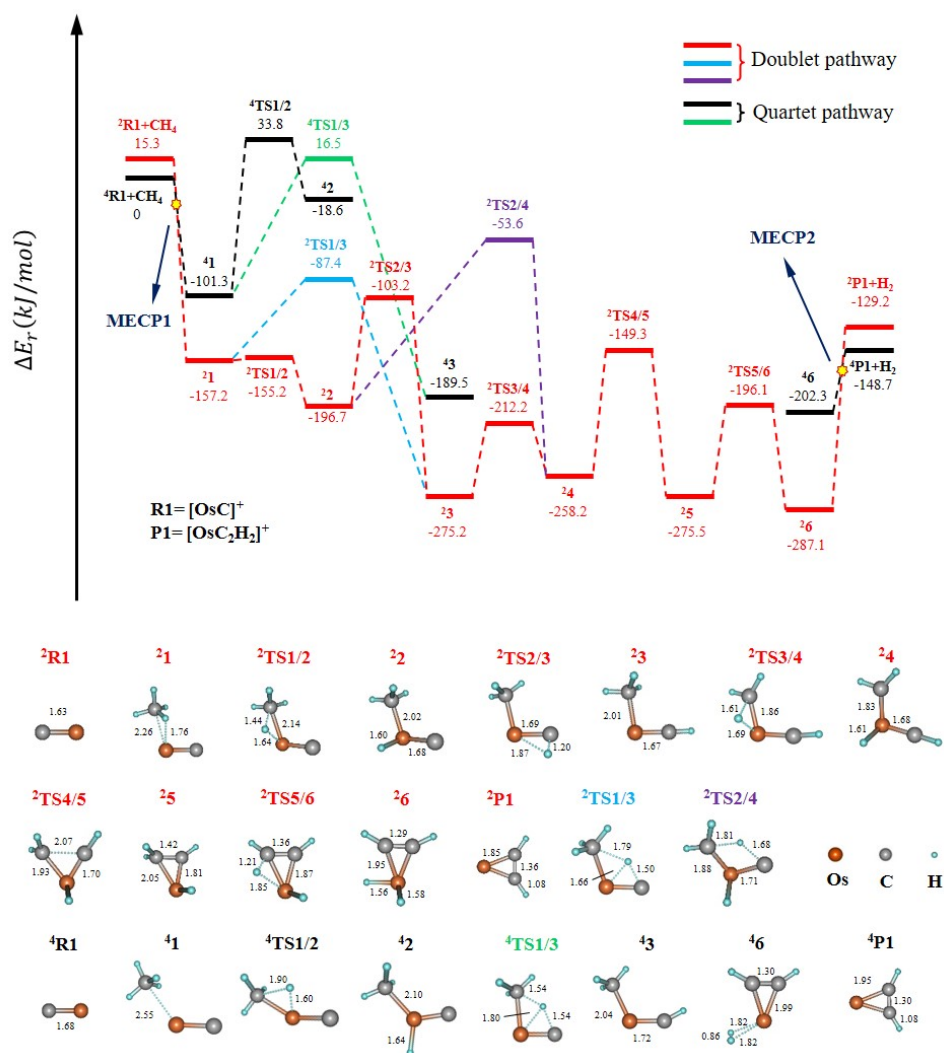 ΔEr(kJ/mol)
Doublet pathway
Quartet pathway
²R1+CH₄
15.3
⁴R1+CH₄
0
MECP1
⁴1
-101.3
²1
-157.2
⁴TS1/2
33.8
⁴TS1/3
16.5
⁴2
-18.6
²TS1/3
-87.4
²TS1/2
-155.2
²2
-196.7
²TS2/3
-103.2
²TS2/4
-53.6
⁴3
-189.5
²TS3/4
-212.2
²3
-275.2
²4
-258.2
²TS4/5
-149.3
²5
-275.5
²TS5/6
-196.1
MECP2
⁴6
-202.3
²6
-287.1
²P1+H₂
-129.2
⁴P1+H₂
-148.7
R1=[OsC]⁺
P1=[OsC₂H₂]⁺
²R1 ²1 ²TS1/2 ²2 ²TS2/3 ²3 ²TS3/4 ²4
1.63
2.26 1.76
1.44 2.14 1.64
2.02 1.60 1.68
1.69 1.87 1.20
2.01 1.67
1.61 1.86 1.69
1.83 1.68 1.61
²TS4/5 ²5 ²TS5/6 ²6 ²P1 ²TS1/3 ²TS2/4
2.07 1.93 1.70
1.42 2.05 1.81
1.36 1.21 1.87 1.85
1.29 1.95 1.56 1.58
1.85 1.36 1.08
1.79 1.50 1.66
1.81 1.68 1.88 1.71
Os C H
⁴R1 ⁴1 ⁴TS1/2 ⁴2 ⁴TS1/3 ⁴3 ⁴6 ⁴P1
1.68
2.55
1.90 1.60
2.10 1.64
1.54 1.80 1.54
2.04 1.72
1.30 1.99 1.82 0.86 1.82
1.95 1.30 1.08